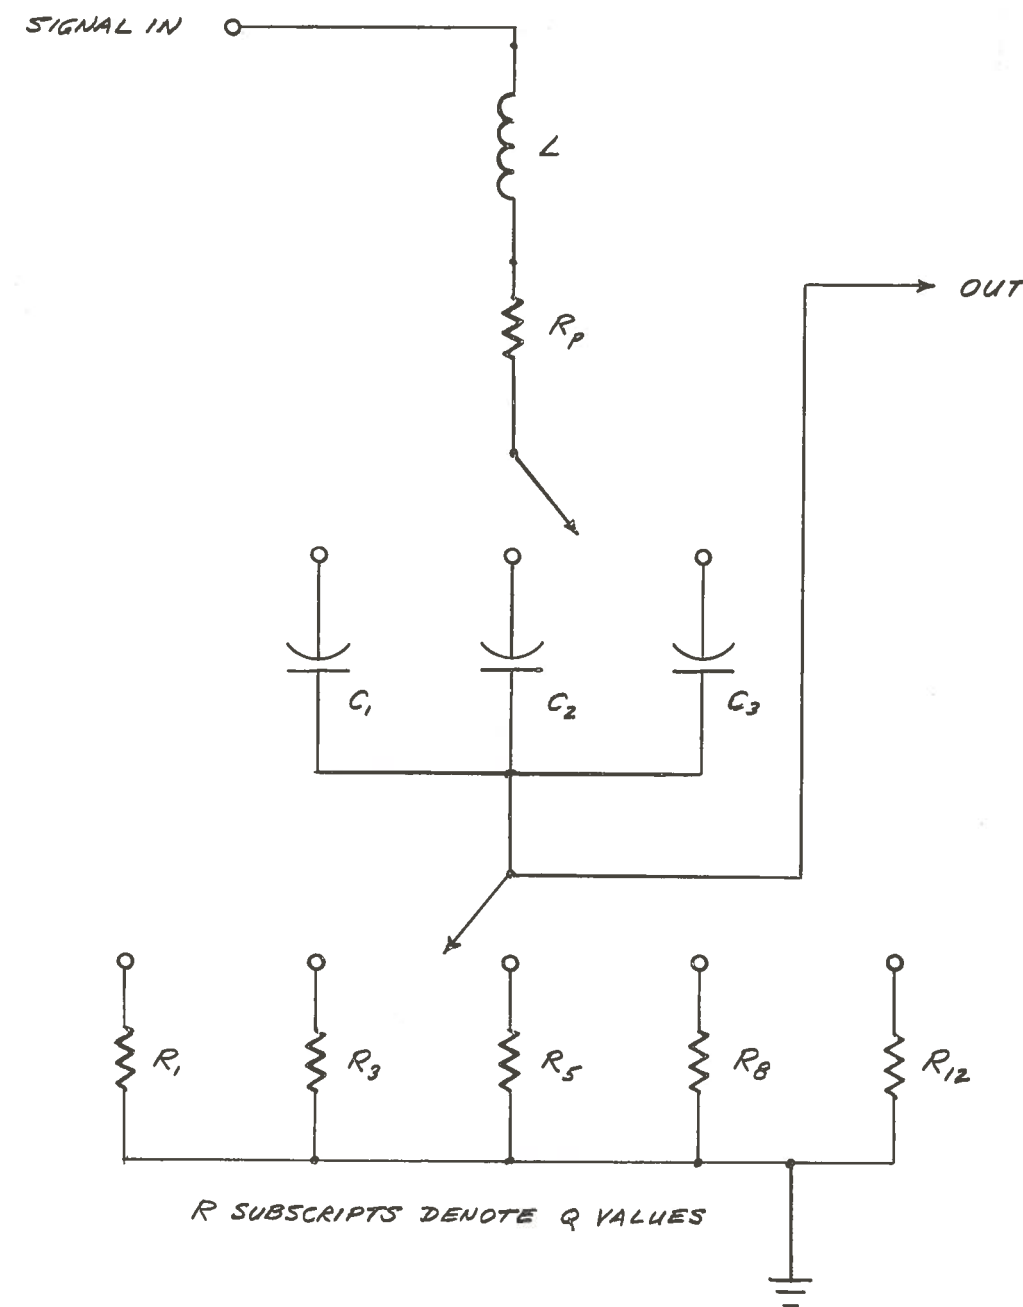 SIGNAL IN
L
OUT
Rp
C1
C2
C3
R1
R3
R5
R8
R12
R SUBSCRIPTS DENOTE Q VALUES